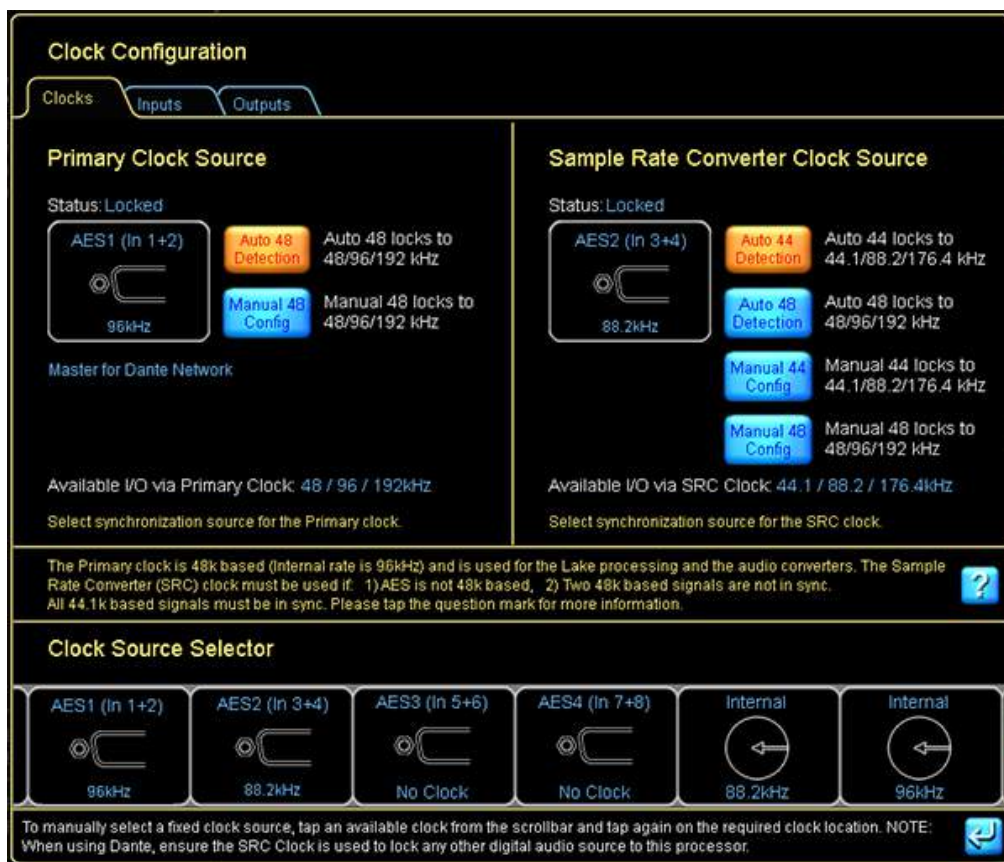 Clock Configuration
Clocks
Inputs
Outputs
Primary Clock Source
Status: Locked
AES1 (In 1+2)
96kHz
Auto 48
Detection
Auto 48 locks to
48/96/192 kHz
Manual 48
Config
Manual 48 locks to
48/96/192 kHz
Master for Dante Network
Available I/O via Primary Clock: 48 / 96 / 192kHz
Select synchronization source for the Primary clock.
Sample Rate Converter Clock Source
Status: Locked
AES2 (In 3+4)
88.2kHz
Auto 44
Detection
Auto 44 locks to
44.1/88.2/176.4 kHz
Auto 48
Detection
Auto 48 locks to
48/96/192 kHz
Manual 44
Config
Manual 44 locks to
44.1/88.2/176.4 kHz
Manual 48
Config
Manual 48 locks to
48/96/192 kHz
Available I/O via SRC Clock: 44.1 / 88.2 / 176.4kHz
Select synchronization source for the SRC clock.
The Primary clock is 48k based (Internal rate is 96kHz) and is used for the Lake processing and the audio converters. The Sample
Rate Converter (SRC) clock must be used if: 1) AES is not 48k based, 2) Two 48k based signals are not in sync.
All 44.1k based signals must be in sync. Please tap the question mark for more information.
?
Clock Source Selector
AES1 (In 1+2)
96kHz
AES2 (In 3+4)
88.2kHz
AES3 (In 5+6)
No Clock
AES4 (In 7+8)
No Clock
Internal
88.2kHz
Internal
96kHz
To manually select a fixed clock source, tap an available clock from the scrollbar and tap again on the required clock location. NOTE:
When using Dante, ensure the SRC Clock is used to lock any other digital audio source to this processor.